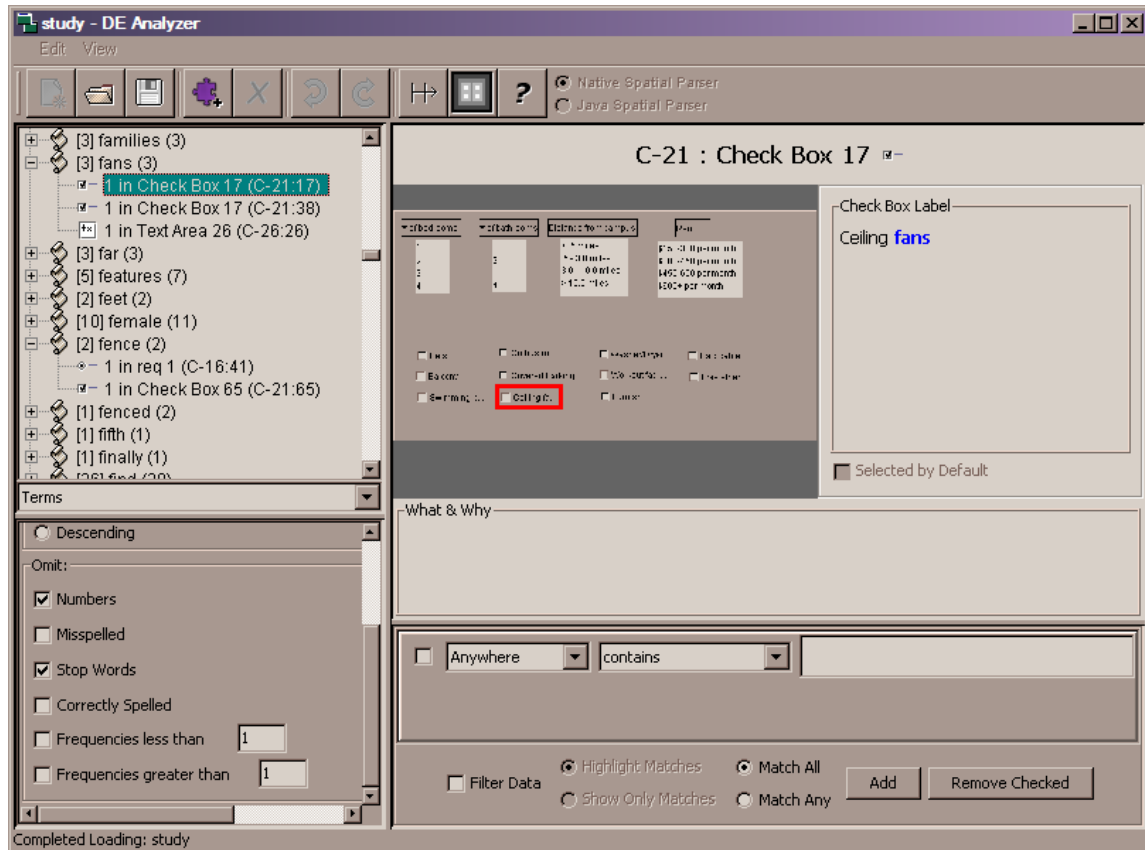 study - DE Analyzer
Edit View
Native Spatial Parser
Java Spatial Parser
[3] families (3)
[3] fans (3)
1 in Check Box 17 (C-21:17)
1 in Check Box 17 (C-21:38)
1 in Text Area 26 (C-26:26)
[3] far (3)
[5] features (7)
[2] feet (2)
[10] female (11)
[2] fence (2)
1 in req 1 (C-16:41)
1 in Check Box 65 (C-21:65)
[1] fenced (2)
[1] fifth (1)
[1] finally (1)
[26] find (29)
Terms
Descending
Omit:
Numbers
Misspelled
Stop Words
Correctly Spelled
Frequencies less than 1
Frequencies greater than 1
C-21 : Check Box 17
Distance from campus
Check Box Label
Ceiling fans
Selected by Default
What & Why
Anywhere contains
Filter Data
Highlight Matches
Show Only Matches
Match All
Match Any
Add
Remove Checked
Completed Loading: study